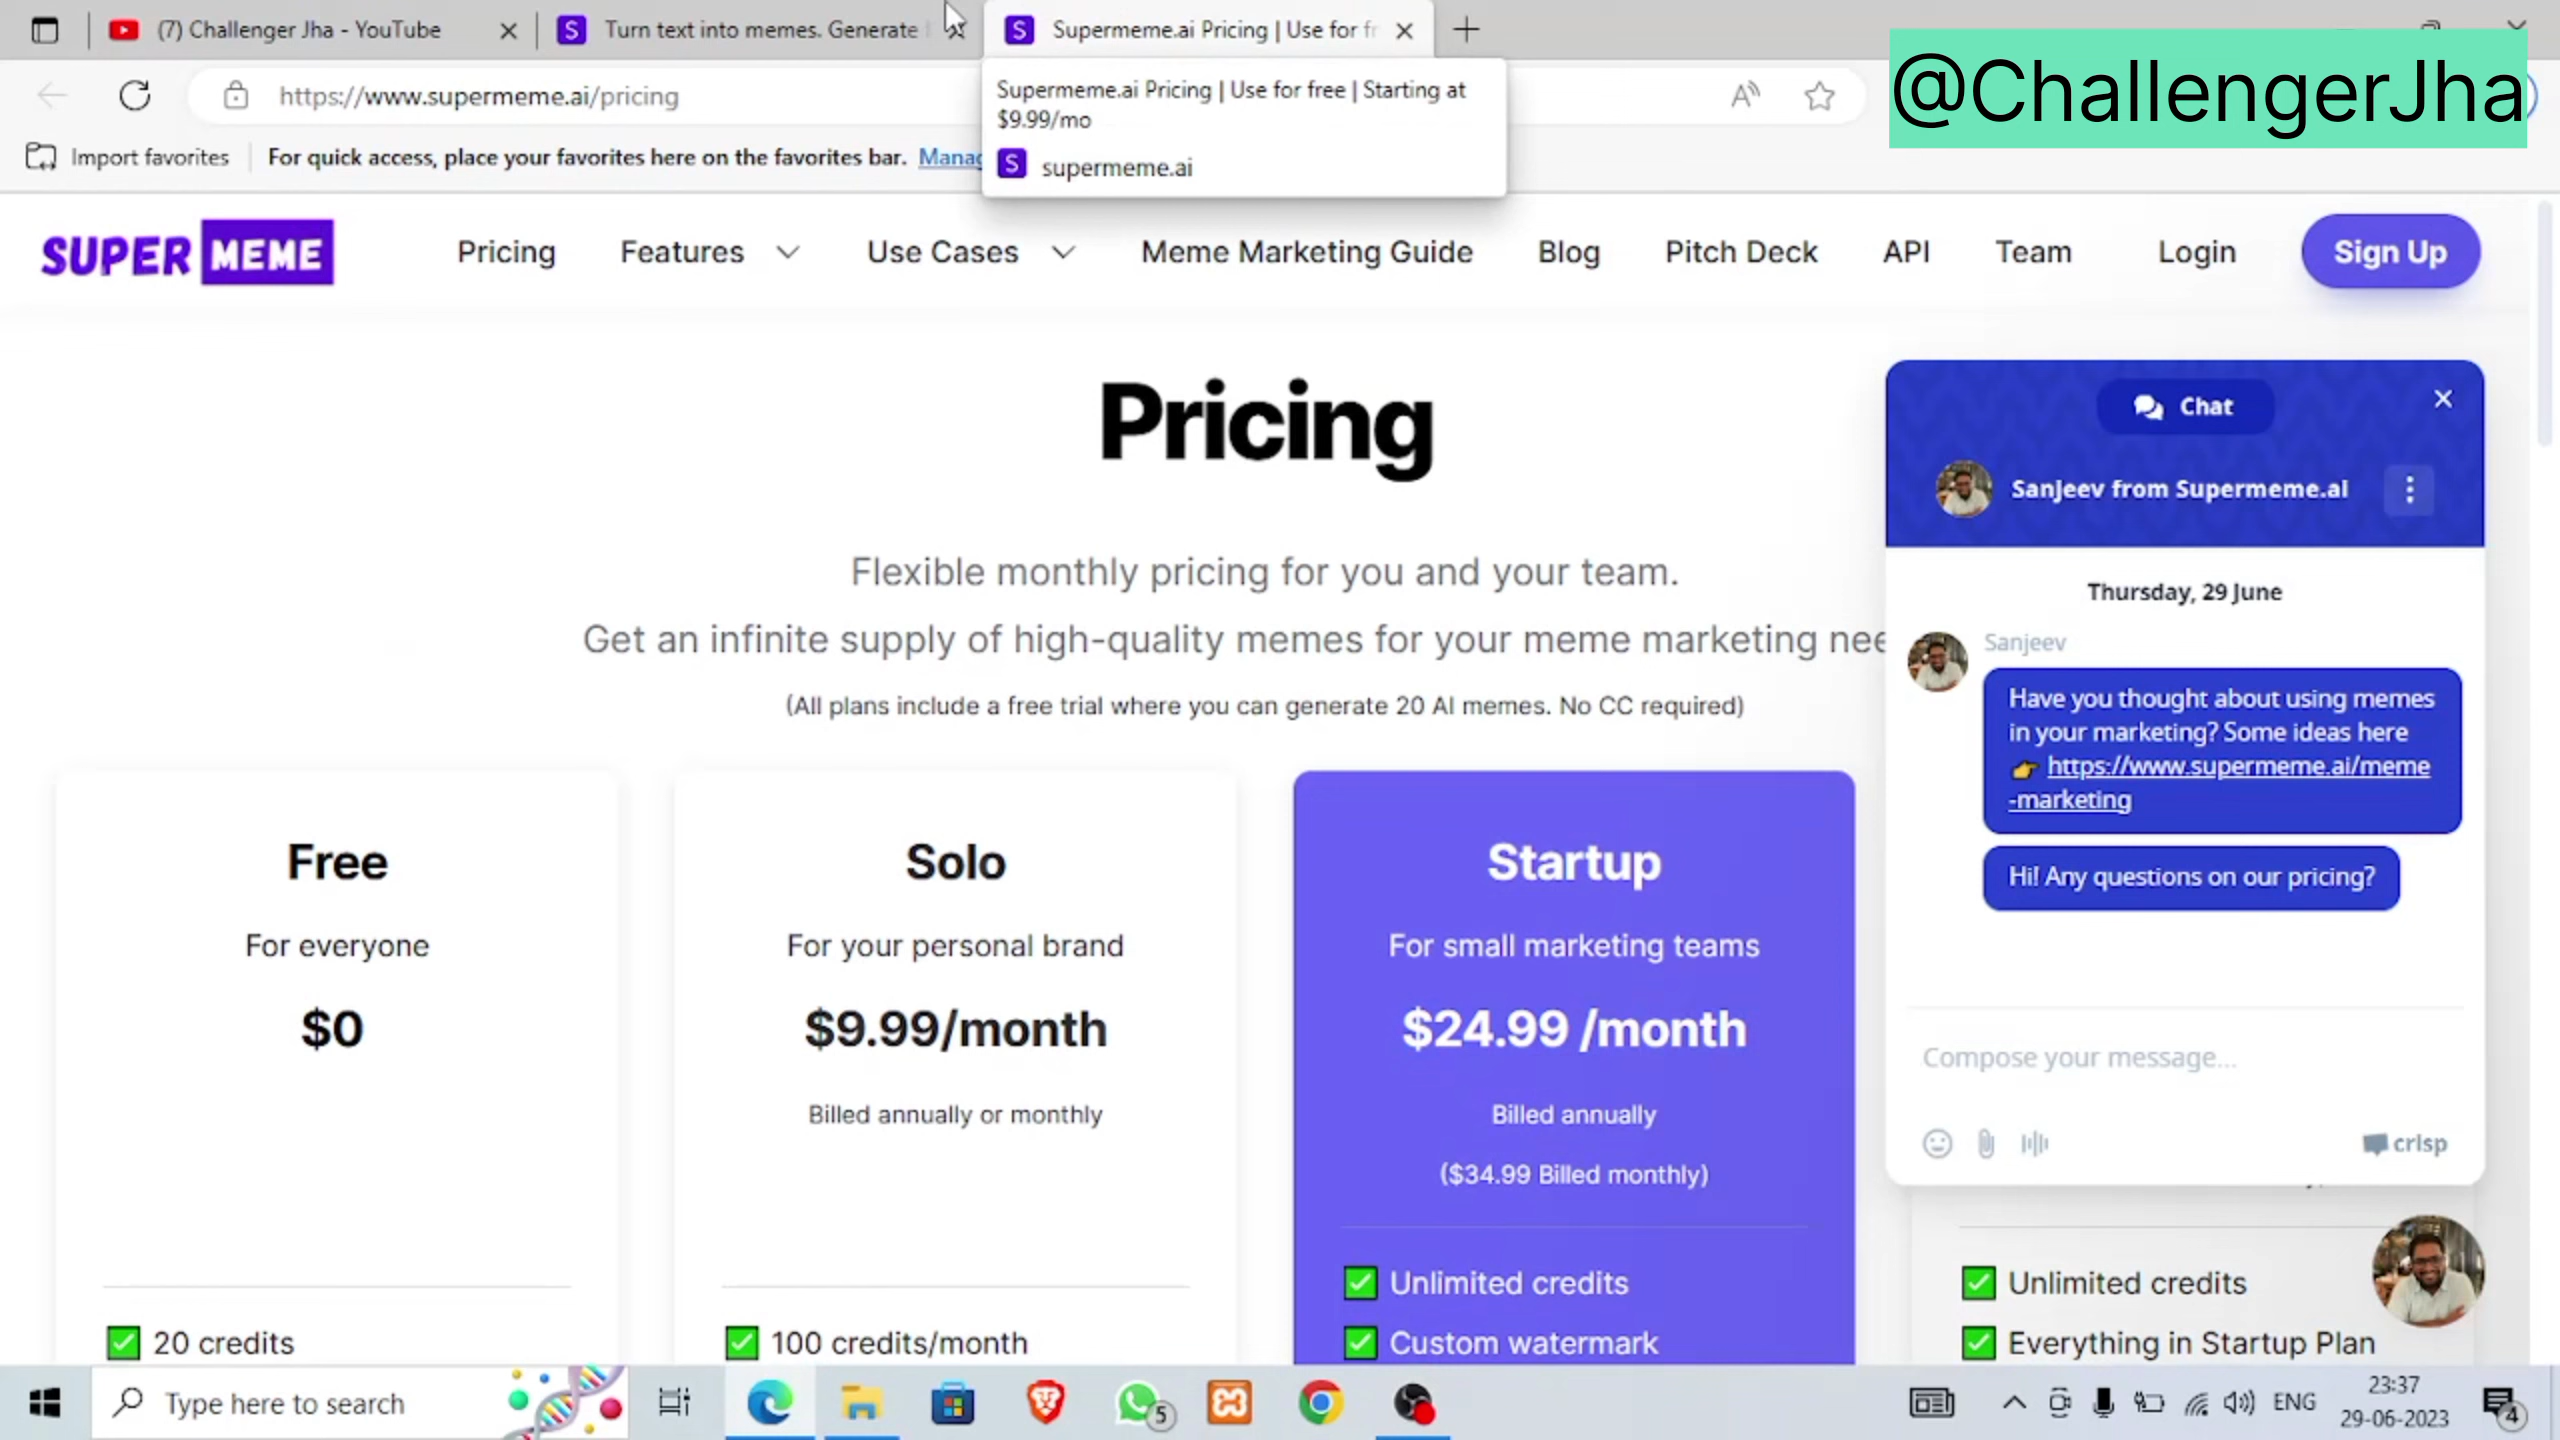 (7) Challenger Jha - YouTube
Turn text into memes. Generate
Supermeme.ai Pricing | Use for fr
@ChallengerJha
https://www.supermeme.ai/pricing
Supermeme.ai Pricing | Use for free | Starting at
$9.99/mo
supermeme.ai
Import favorites
For quick access, place your favorites here on the favorites bar. Manag
SUPER MEME
Pricing
Features
Use Cases
Meme Marketing Guide
Blog
Pitch Deck
API
Team
Login
Sign Up
Pricing
Flexible monthly pricing for you and your team.
Get an infinite supply of high-quality memes for your meme marketing nee
(All plans include a free trial where you can generate 20 AI memes. No CC required)
Free
For everyone
$0
20 credits
Solo
For your personal brand
$9.99/month
Billed annually or monthly
100 credits/month
Startup
For small marketing teams
$24.99 /month
Billed annually
($34.99 Billed monthly)
Unlimited credits
Custom watermark
Unlimited credits
Everything in Startup Plan
Chat
Sanjeev from Supermeme.ai
Thursday, 29 June
Sanjeev
Have you thought about using memes
in your marketing? Some ideas here
👉 https://www.supermeme.ai/meme
-marketing
Hi! Any questions on our pricing?
Compose your message...
crisp
Type here to search
5
ENG
23:37
29-06-2023
4